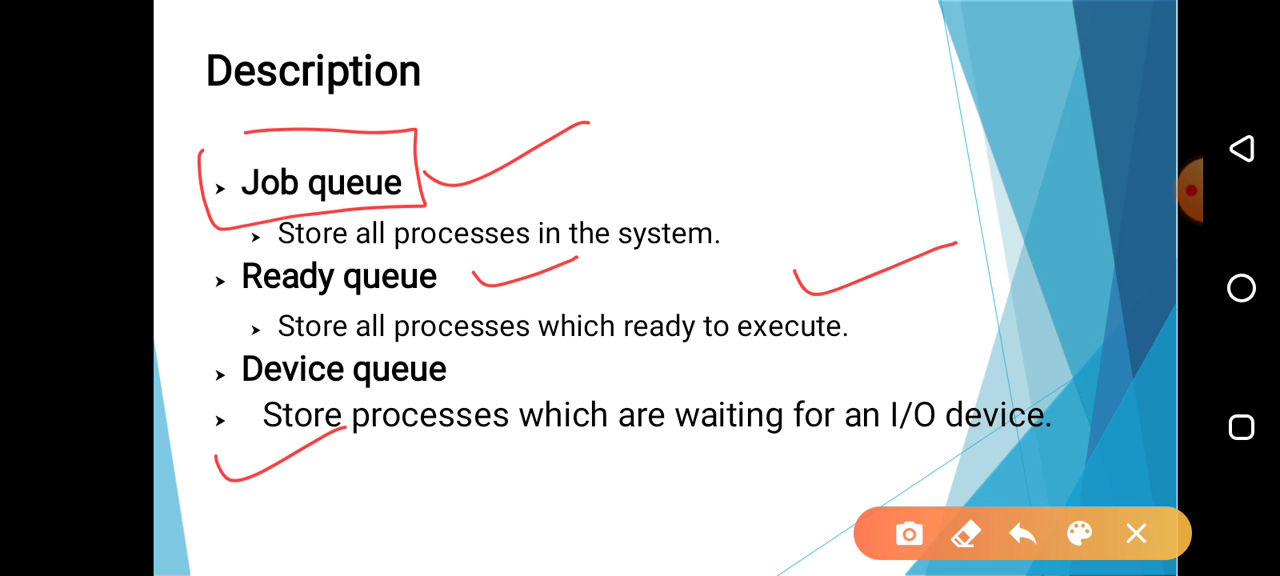 Description
Job queue
Store all processes in the system.
Ready queue
Store all processes which ready to execute.
Device queue
Store processes which are waiting for an I/O device.